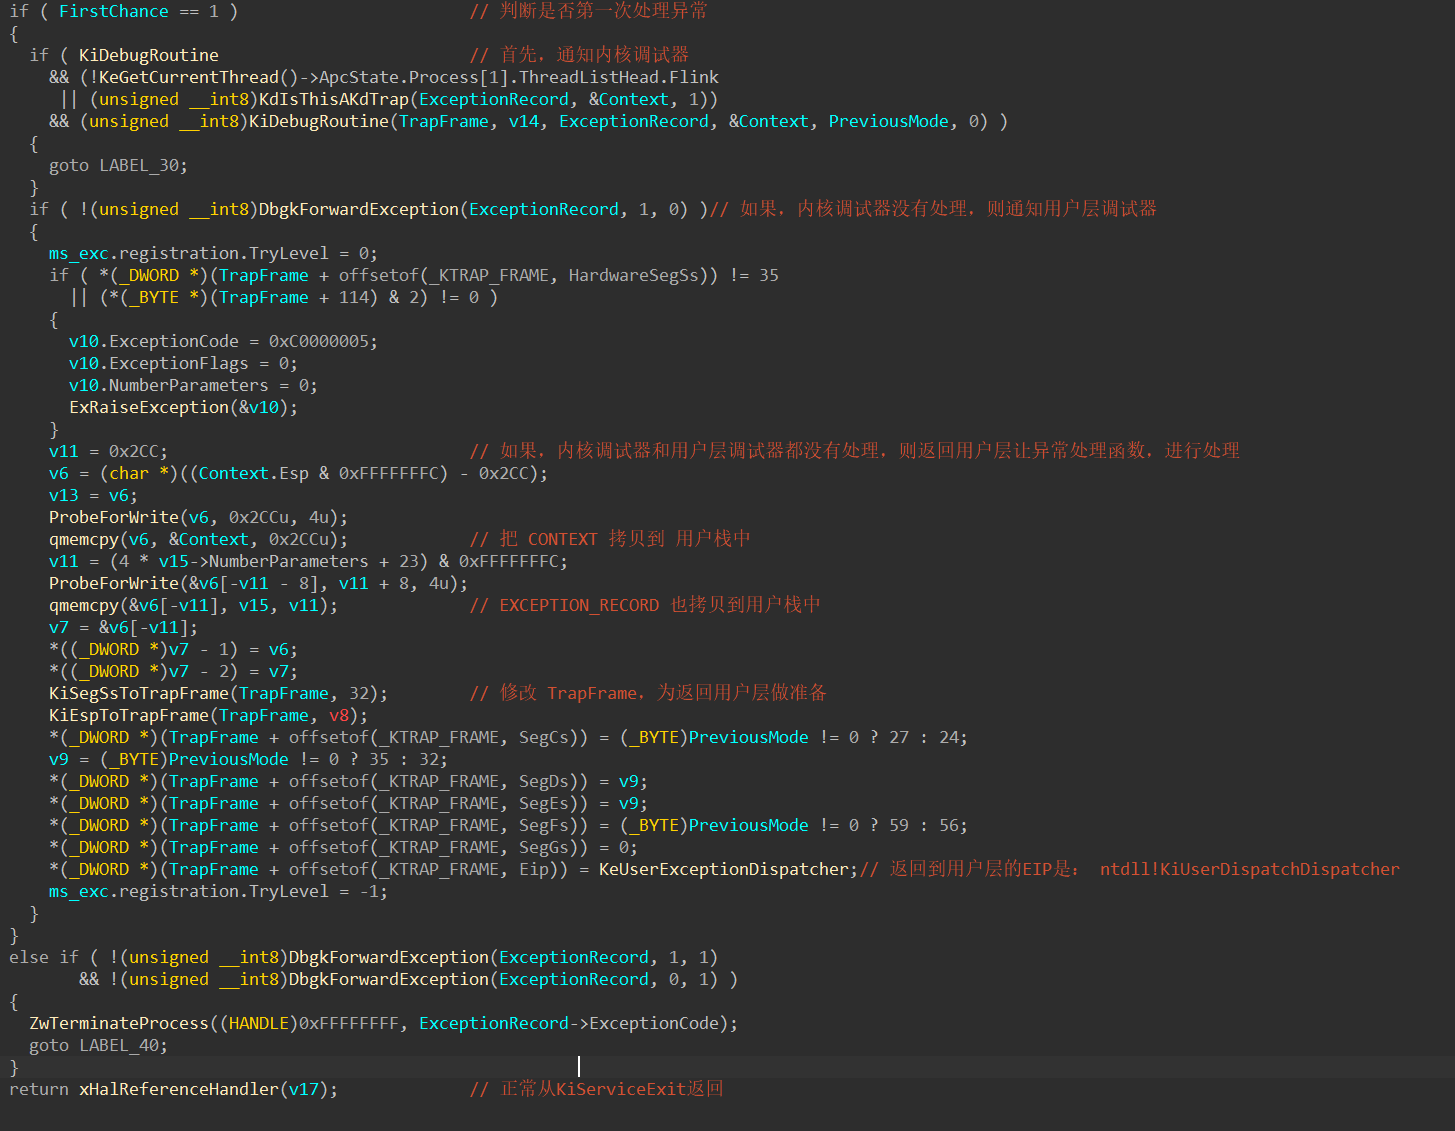 if ( FirstChance == 1 ) // 判断是否第一次处理异常
{
if ( KiDebugRoutine // 首先，通知内核调试器
&& (!KeGetCurrentThread()->ApcState.Process[1].ThreadListHead.Flink
|| (unsigned __int8)KdIsThisAKdTrap(ExceptionRecord, &Context, 1))
&& (unsigned __int8)KiDebugRoutine(TrapFrame, v14, ExceptionRecord, &Context, PreviousMode, 0) )
{
goto LABEL_30;
}
if ( !(unsigned __int8)DbgkForwardException(ExceptionRecord, 1, 0) )// 如果，内核调试器没有处理，则通知用户层调试器
{
ms_exc.registration.TryLevel = 0;
if ( *(_DWORD *)(TrapFrame + offsetof(_KTRAP_FRAME, HardwareSegSs)) != 35
|| (*(_BYTE *)(TrapFrame + 114) & 2) != 0 )
{
v10.ExceptionCode = 0xC0000005;
v10.ExceptionFlags = 0;
v10.NumberParameters = 0;
ExRaiseException(&v10);
}
v11 = 0x2CC; // 如果，内核调试器和用户层调试器都没有处理，则返回用户层让异常处理函数，进行处理
v6 = (char *)((Context.Esp & 0xFFFFFFFC) - 0x2CC);
v13 = v6;
ProbeForWrite(v6, 0x2CCu, 4u);
qmemcpy(v6, &Context, 0x2CCu); // 把 CONTEXT 拷贝到 用户栈中
v11 = (4 * v15->NumberParameters + 23) & 0xFFFFFFFC;
ProbeForWrite(&v6[-v11 - 8], v11 + 8, 4u);
qmemcpy(&v6[-v11], v15, v11); // EXCEPTION_RECORD 也拷贝到用户栈中
v7 = &v6[-v11];
*((_DWORD *)v7 - 1) = v6;
*((_DWORD *)v7 - 2) = v7;
KiSegSsToTrapFrame(TrapFrame, 32); // 修改 TrapFrame，为返回用户层做准备
KiEspToTrapFrame(TrapFrame, v8);
*(_DWORD *)(TrapFrame + offsetof(_KTRAP_FRAME, SegCs)) = (_BYTE)PreviousMode != 0 ? 27 : 24;
v9 = (_BYTE)PreviousMode != 0 ? 35 : 32;
*(_DWORD *)(TrapFrame + offsetof(_KTRAP_FRAME, SegDs)) = v9;
*(_DWORD *)(TrapFrame + offsetof(_KTRAP_FRAME, SegEs)) = v9;
*(_DWORD *)(TrapFrame + offsetof(_KTRAP_FRAME, SegFs)) = (_BYTE)PreviousMode != 0 ? 59 : 56;
*(_DWORD *)(TrapFrame + offsetof(_KTRAP_FRAME, SegGs)) = 0;
*(_DWORD *)(TrapFrame + offsetof(_KTRAP_FRAME, Eip)) = KeUserExceptionDispatcher;// 返回到用户层的EIP是： ntdll!KiUserDispatchDispatcher
ms_exc.registration.TryLevel = -1;
}
}
else if ( !(unsigned __int8)DbgkForwardException(ExceptionRecord, 1, 1)
&& !(unsigned __int8)DbgkForwardException(ExceptionRecord, 0, 1) )
{
ZwTerminateProcess((HANDLE)0xFFFFFFFF, ExceptionRecord->ExceptionCode);
goto LABEL_40;
}
return xHalReferenceHandler(v17); // 正常从KiServiceExit返回